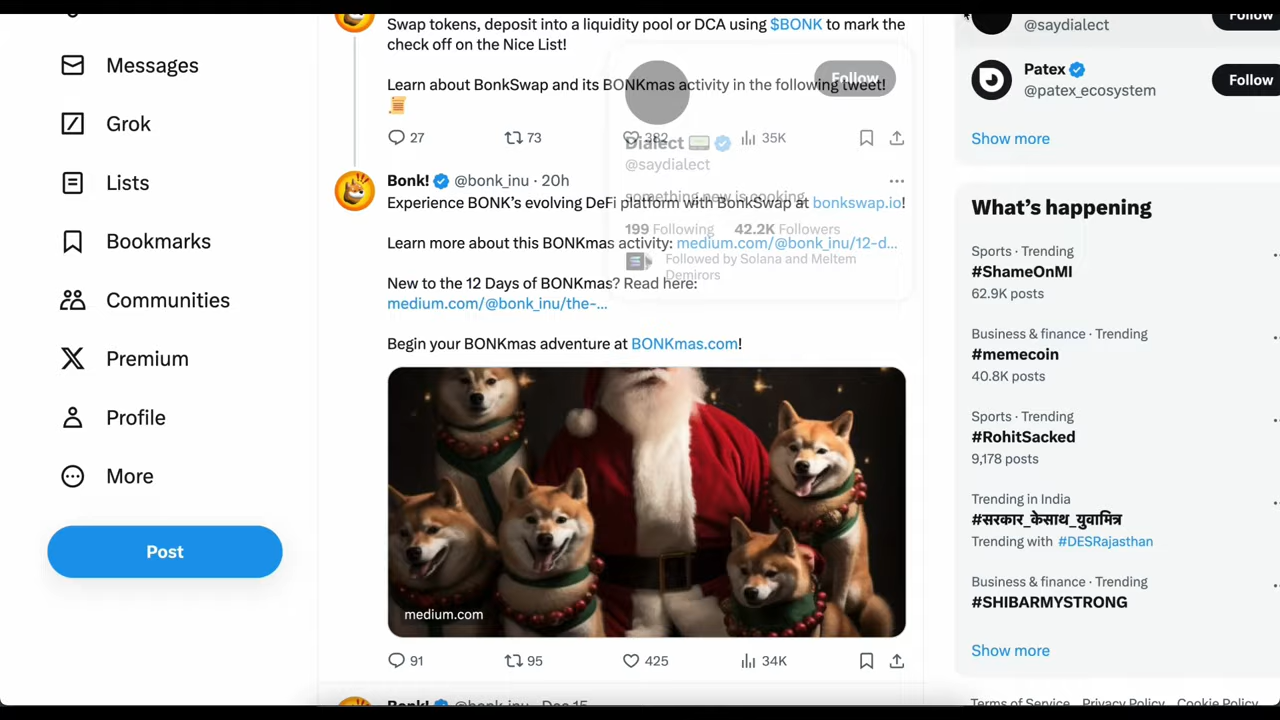 Messages
Grok
Lists
Bookmarks
Communities
Premium
Profile
More
Post
Swap tokens, deposit into a liquidity pool or DCA using $BONK to mark the
check off on the Nice List!
Learn about BonkSwap and its BONKmas activity in the following tweet!
27
73
382
35K
Bonk! @bonk_inu · 20h
Experience BONK's evolving DeFi platform with BonkSwap at bonkswap.io!
Learn more about this BONKmas activity: medium.com/@bonk_inu/12-d...
New to the 12 Days of BONKmas? Read here:
medium.com/@bonk_inu/the-...
Begin your BONKmas adventure at BONKmas.com!
medium.com
91
95
425
34K
Bonk! @bonk_inu · Dec 15
Follow
Dialect
@saydialect
something new is cooking
199 Following 42.2K Followers
Followed by Solana and Meltem
Demirors
@saydialect
Follow
Patex
@patex_ecosystem
Follow
Show more
What's happening
Sports · Trending
#ShameOnMI
62.9K posts
Business & finance · Trending
#memecoin
40.8K posts
Sports · Trending
#RohitSacked
9,178 posts
Trending in India
#सरकार_केसाथ_युवामित्र
Trending with #DESRajasthan
Business & finance · Trending
#SHIBARMYSTRONG
Show more
Terms of Service Privacy Policy Cookie Policy